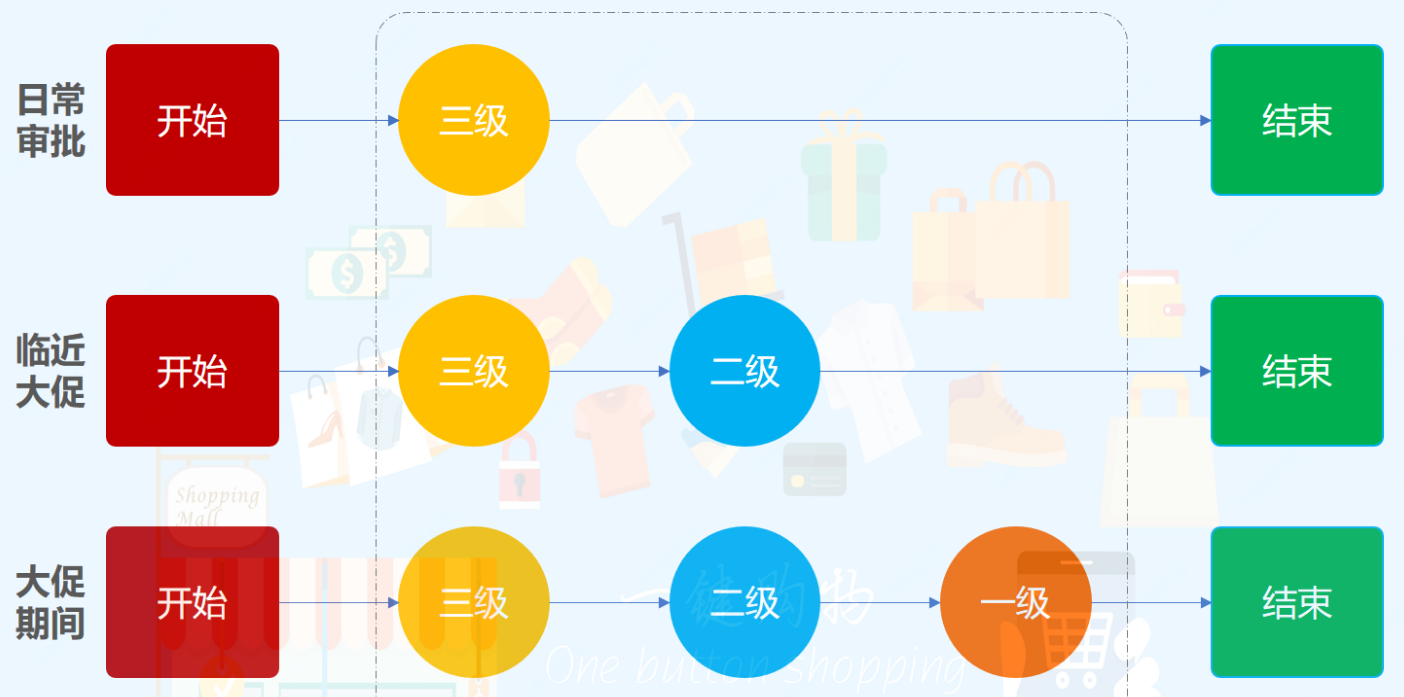 日常
审批
开始
三级
结束
临近
大促
开始
三级
二级
结束
Shopping
Mall
大促
期间
开始
三级
二级
一级
结束
一键购物
One button shopping